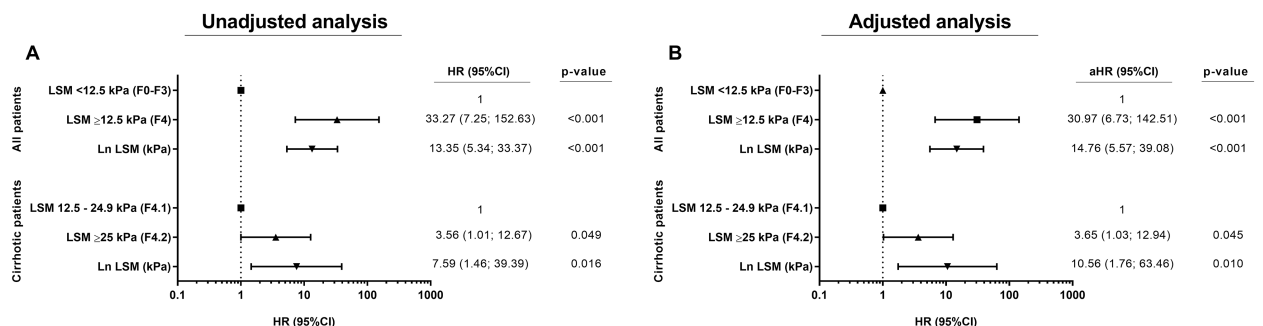 Unadjusted analysis
A
HR (95%CI) p-value
All patients
LSM <12.5 kPa (F0-F3) 1
LSM ≥12.5 kPa (F4) 33.27 (7.25; 152.63) <0.001
Ln LSM (kPa) 13.35 (5.34; 33.37) <0.001
Cirrhotic patients
LSM 12.5 - 24.9 kPa (F4.1) 1
LSM ≥25 kPa (F4.2) 3.56 (1.01; 12.67) 0.049
Ln LSM (kPa) 7.59 (1.46; 39.39) 0.016
0.1 1 10 100 1000
HR (95%CI)
Adjusted analysis
B
aHR (95%CI) p-value
All patients
LSM <12.5 kPa (F0-F3) 1
LSM ≥12.5 kPa (F4) 30.97 (6.73; 142.51) <0.001
Ln LSM (kPa) 14.76 (5.57; 39.08) <0.001
Cirrhotic patients
LSM 12.5 - 24.9 kPa (F4.1) 1
LSM ≥25 kPa (F4.2) 3.65 (1.03; 12.94) 0.045
Ln LSM (kPa) 10.56 (1.76; 63.46) 0.010
0.1 1 10 100 1000
HR (95%CI)